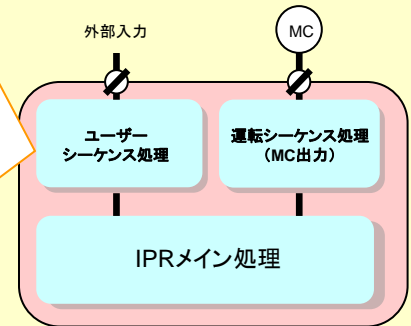 外部入力
MC
ユーザー
シーケンス処理
運転シーケンス処理
(MC出力)
IPRメイン処理